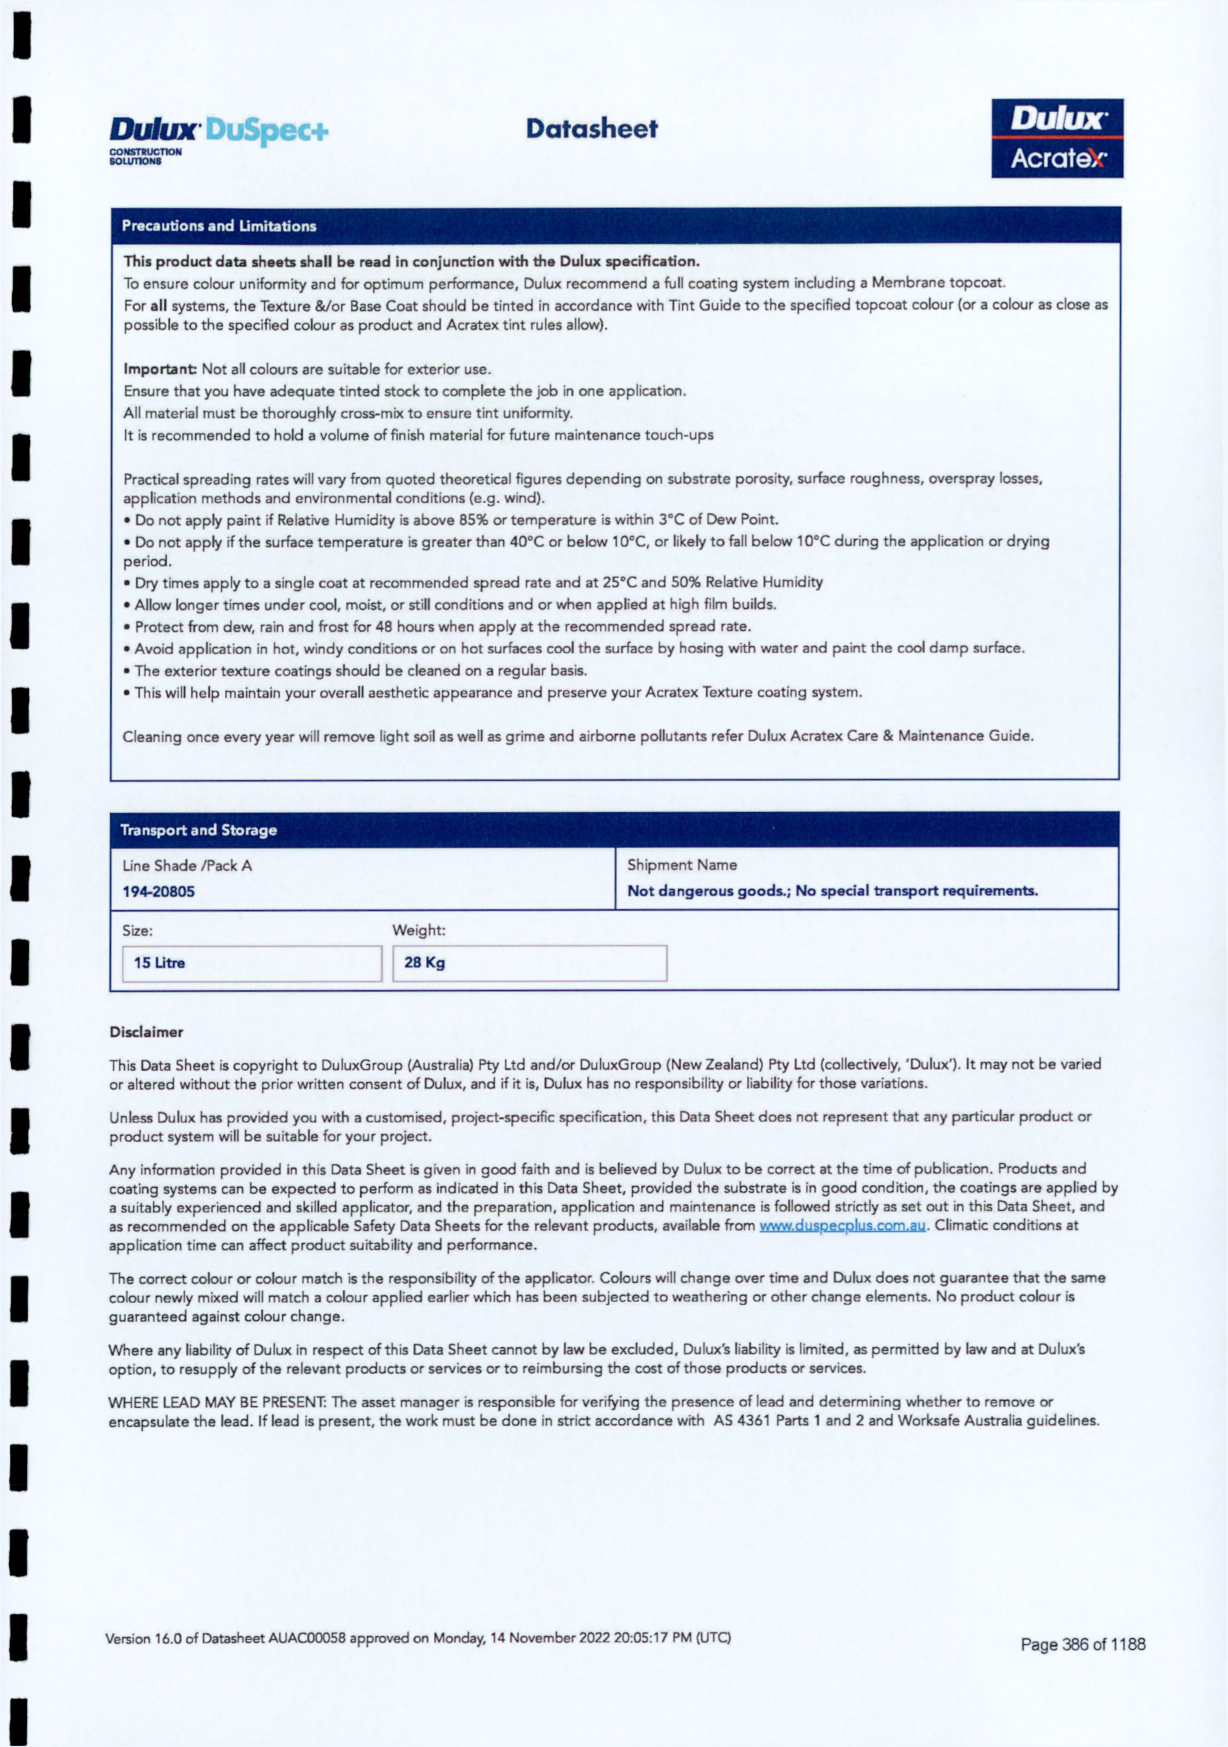 Dulux DuSpec+
CONSTRUCTION
SOLUTIONS
Datasheet
Dulux
Acratex
Precautions and Limitations
This product data sheets shall be read in conjunction with the Dulux specification.
To ensure colour uniformity and for optimum performance, Dulux recommend a full coating system including a Membrane topcoat.
For all systems, the Texture &/or Base Coat should be tinted in accordance with Tint Guide to the specified topcoat colour (or a colour as close as
possible to the specified colour as product and Acratex tint rules allow).
Important: Not all colours are suitable for exterior use.
Ensure that you have adequate tinted stock to complete the job in one application.
All material must be thoroughly cross-mix to ensure tint uniformity.
It is recommended to hold a volume of finish material for future maintenance touch-ups
Practical spreading rates will vary from quoted theoretical figures depending on substrate porosity, surface roughness, overspray losses,
application methods and environmental conditions (e.g. wind).
• Do not apply paint if Relative Humidity is above 85% or temperature is within 3°C of Dew Point.
• Do not apply if the surface temperature is greater than 40°C or below 10°C, or likely to fall below 10°C during the application or drying
period.
• Dry times apply to a single coat at recommended spread rate and at 25°C and 50% Relative Humidity
• Allow longer times under cool, moist, or still conditions and or when applied at high film builds.
• Protect from dew, rain and frost for 48 hours when apply at the recommended spread rate.
• Avoid application in hot, windy conditions or on hot surfaces cool the surface by hosing with water and paint the cool damp surface.
• The exterior texture coatings should be cleaned on a regular basis.
• This will help maintain your overall aesthetic appearance and preserve your Acratex Texture coating system.
Cleaning once every year will remove light soil as well as grime and airborne pollutants refer Dulux Acratex Care & Maintenance Guide.
Transport and Storage
Line Shade /Pack A
Shipment Name
194-20805
Not dangerous goods.; No special transport requirements.
Size:
Weight:
15 Litre
28 Kg
Disclaimer
This Data Sheet is copyright to DuluxGroup (Australia) Pty Ltd and/or DuluxGroup (New Zealand) Pty Ltd (collectively, 'Dulux'). It may not be varied
or altered without the prior written consent of Dulux, and if it is, Dulux has no responsibility or liability for those variations.
Unless Dulux has provided you with a customised, project-specific specification, this Data Sheet does not represent that any particular product or
product system will be suitable for your project.
Any information provided in this Data Sheet is given in good faith and is believed by Dulux to be correct at the time of publication. Products and
coating systems can be expected to perform as indicated in this Data Sheet, provided the substrate is in good condition, the coatings are applied by
a suitably experienced and skilled applicator, and the preparation, application and maintenance is followed strictly as set out in this Data Sheet, and
as recommended on the applicable Safety Data Sheets for the relevant products, available from www.duspecplus.com.au. Climatic conditions at
application time can affect product suitability and performance.
The correct colour or colour match is the responsibility of the applicator. Colours will change over time and Dulux does not guarantee that the same
colour newly mixed will match a colour applied earlier which has been subjected to weathering or other change elements. No product colour is
guaranteed against colour change.
Where any liability of Dulux in respect of this Data Sheet cannot by law be excluded, Dulux's liability is limited, as permitted by law and at Dulux's
option, to resupply of the relevant products or services or to reimbursing the cost of those products or services.
WHERE LEAD MAY BE PRESENT: The asset manager is responsible for verifying the presence of lead and determining whether to remove or
encapsulate the lead. If lead is present, the work must be done in strict accordance with AS 4361 Parts 1 and 2 and Worksafe Australia guidelines.
Version 16.0 of Datasheet AUAC00058 approved on Monday, 14 November 2022 20:05:17 PM (UTC)
Page 386 of 1188